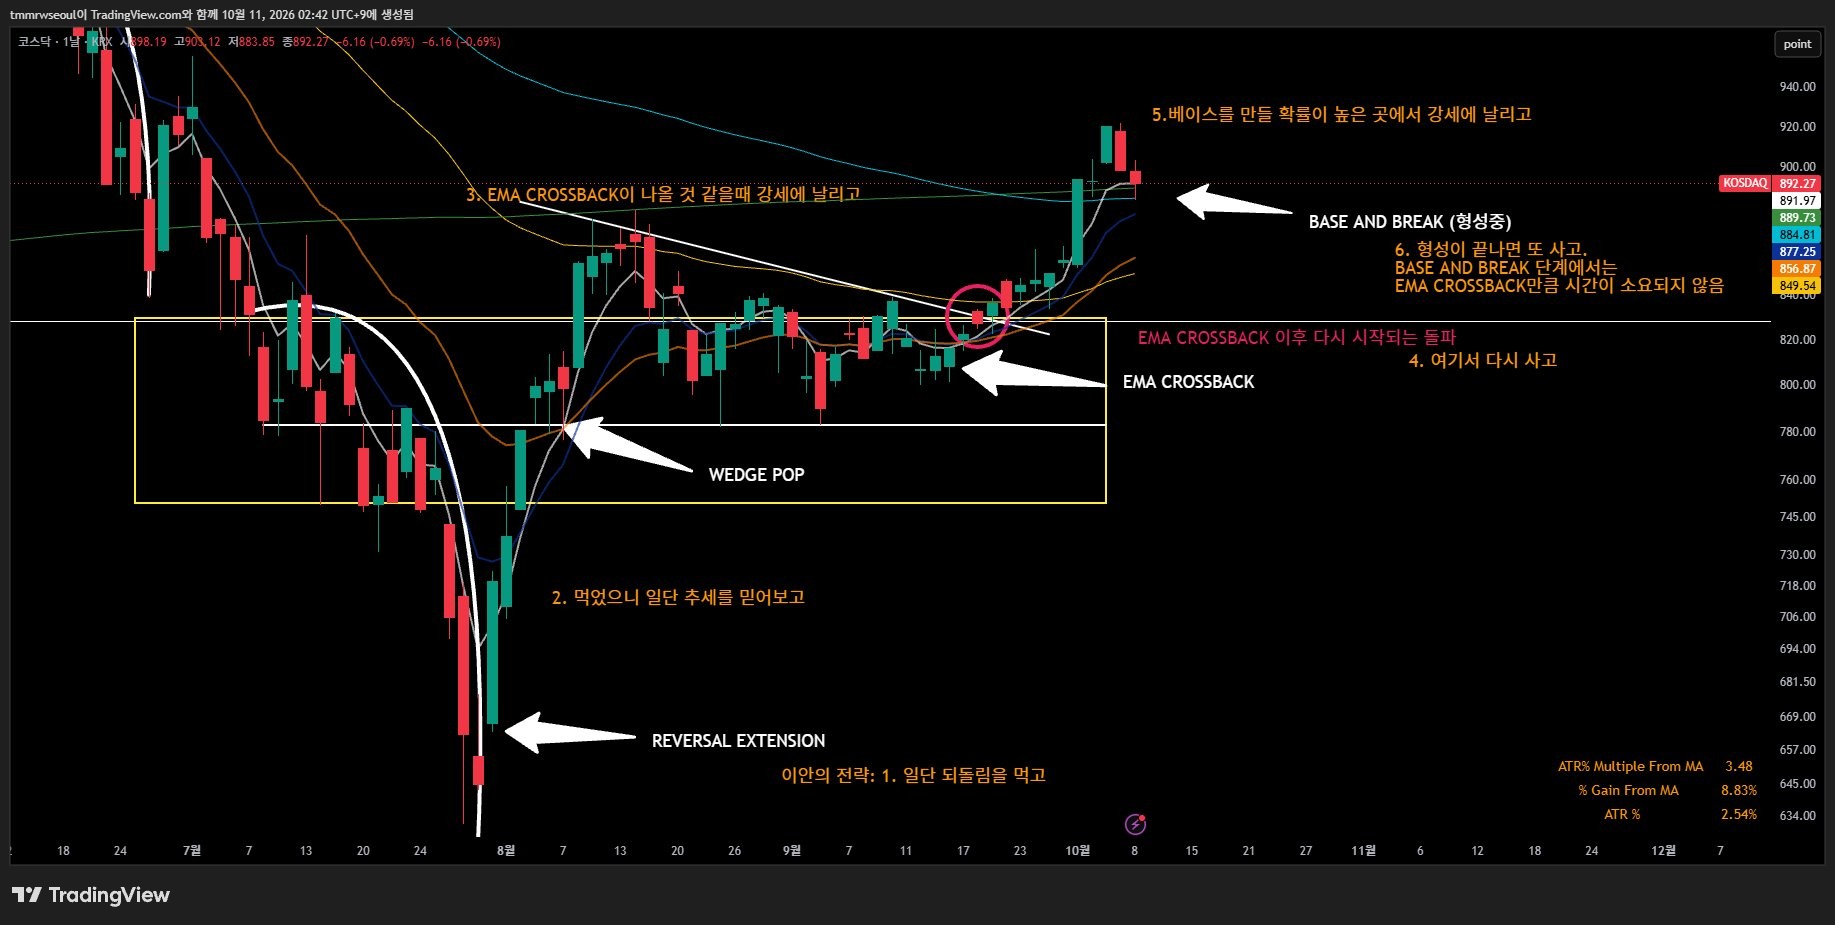 tmmrwseoul이 TradingView.com와 함께 10월 11, 2026 02:42 UTC+9에 생성됨
코스닥 · 1날 · KRX 시898.19 고903.12 저883.85 종892.27 -6.16 (-0.69%) -6.16 (-0.69%)
point
940.00
920.00
900.00
KOSDAQ 892.27
891.97
889.73
884.81
877.25
856.87
849.54
840.00
820.00
800.00
780.00
760.00
745.00
730.00
718.00
706.00
694.00
681.50
669.00
657.00
645.00
634.00
5.베이스를 만들 확률이 높은 곳에서 강세에 날리고
3. EMA CROSSBACK이 나올 것 같을때 강세에 날리고
BASE AND BREAK (형성중)
6. 형성이 끝나면 또 사고.
BASE AND BREAK 단계에서는
EMA CROSSBACK만큼 시간이 소요되지 않음
EMA CROSSBACK 이후 다시 시작되는 돌파
4. 여기서 다시 사고
EMA CROSSBACK
WEDGE POP
2. 먹었으니 일단 추세를 믿어보고
REVERSAL EXTENSION
이안의 전략: 1. 일단 되돌림을 먹고
ATR% Multiple From MA 3.48
% Gain From MA 8.83%
ATR % 2.54%
2 18 24 7월 7 13 20 24 8월 7 13 20 26 9월 7 11 17 23 10월 8 15 21 27 11월 6 12 18 24 12월 7
TradingView